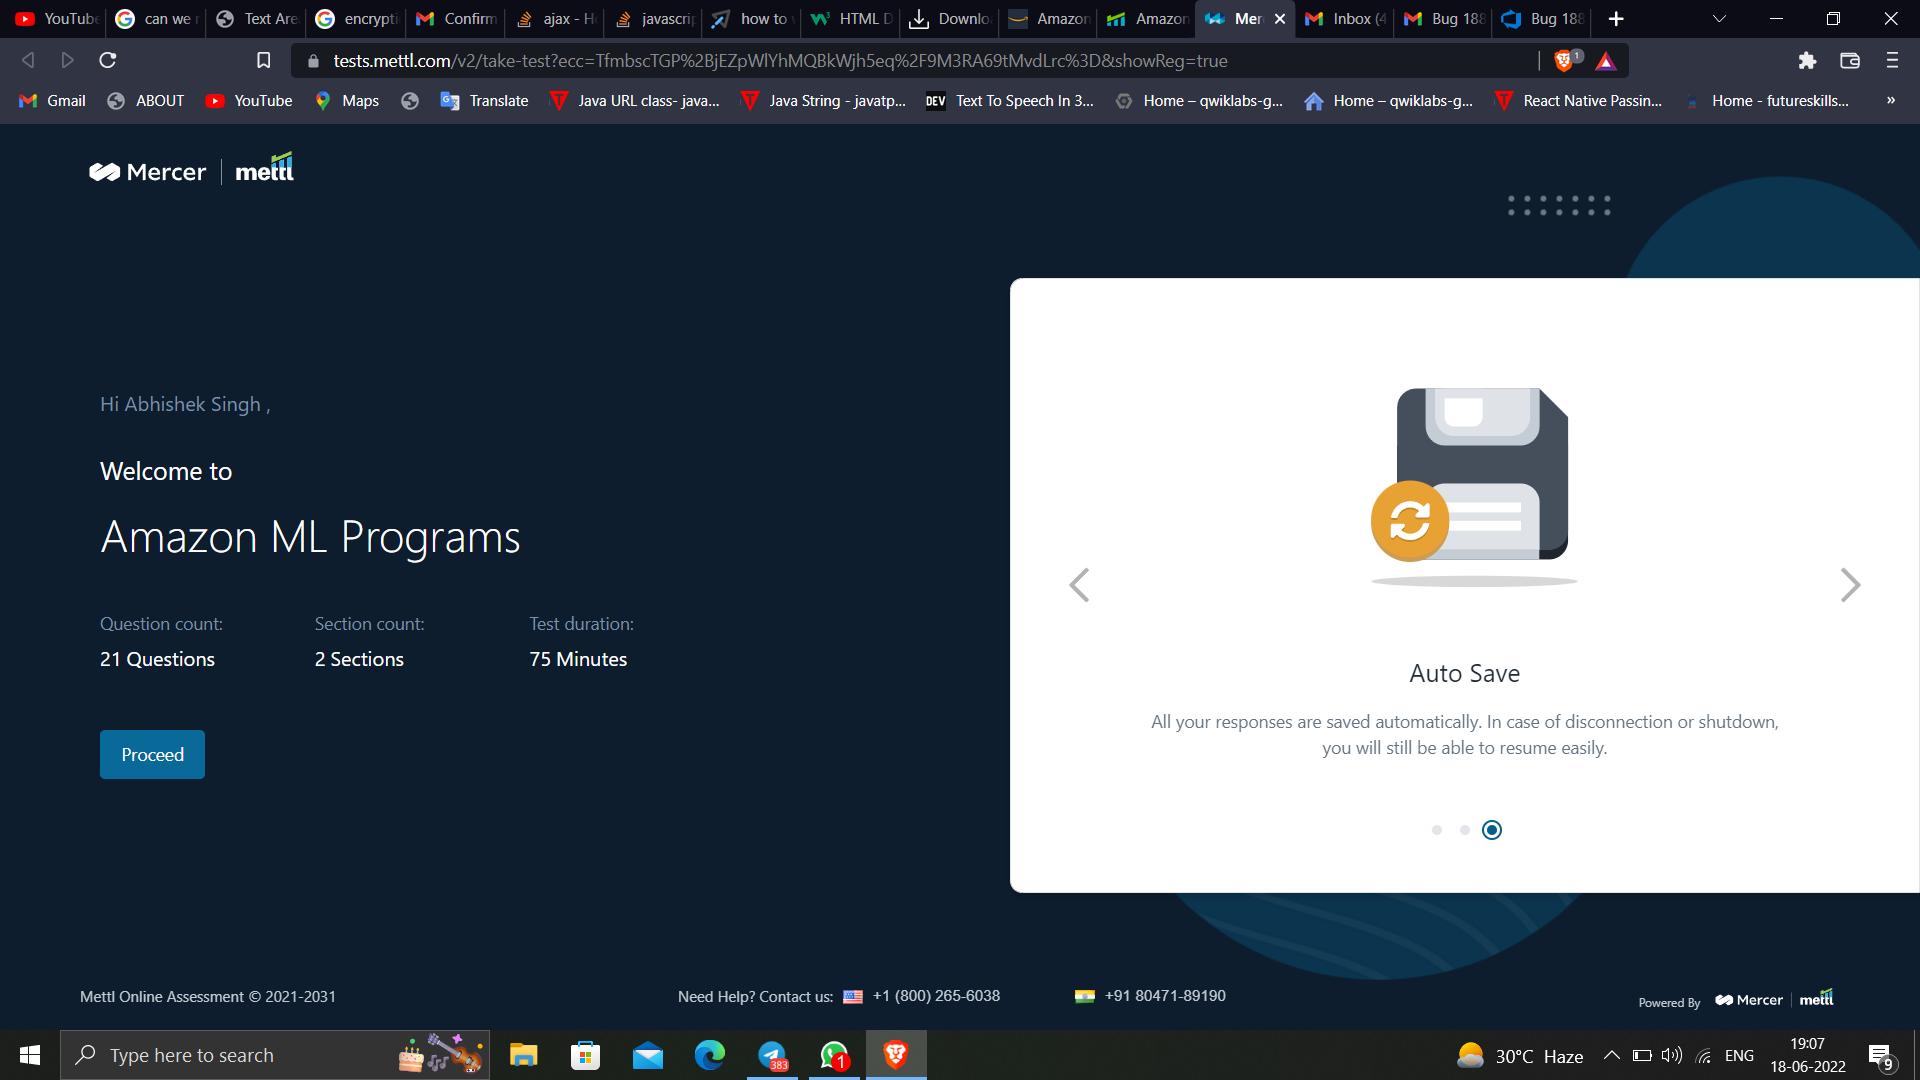 YouTube can we Text Are encrypti Confirm ajax - H javascrip how to HTML D Downlo Amazon Amazon Mer Inbox (4 Bug 188 Bug 188
tests.mettl.com/v2/take-test?ecc=TfmbscTGP%2BjEZpWlYhMQBkWjh5eq%2F9M3RA69tMvdLrc%3D&showReg=true 1
Gmail ABOUT YouTube Maps Translate Java URL class- java... Java String - javatp... DEV Text To Speech In 3... Home – qwiklabs-g... Home – qwiklabs-g... React Native Passin... Home - futureskills... »
Mercer mettl
Hi Abhishek Singh ,
Welcome to
Amazon ML Programs
Question count: Section count: Test duration:
21 Questions 2 Sections 75 Minutes
Proceed
Auto Save
All your responses are saved automatically. In case of disconnection or shutdown,
you will still be able to resume easily.
Mettl Online Assessment © 2021-2031 Need Help? Contact us: +1 (800) 265-6038 +91 80471-89190 Powered By Mercer mettl
Type here to search 383 1 30°C Haze ENG 19:07
18-06-2022 9